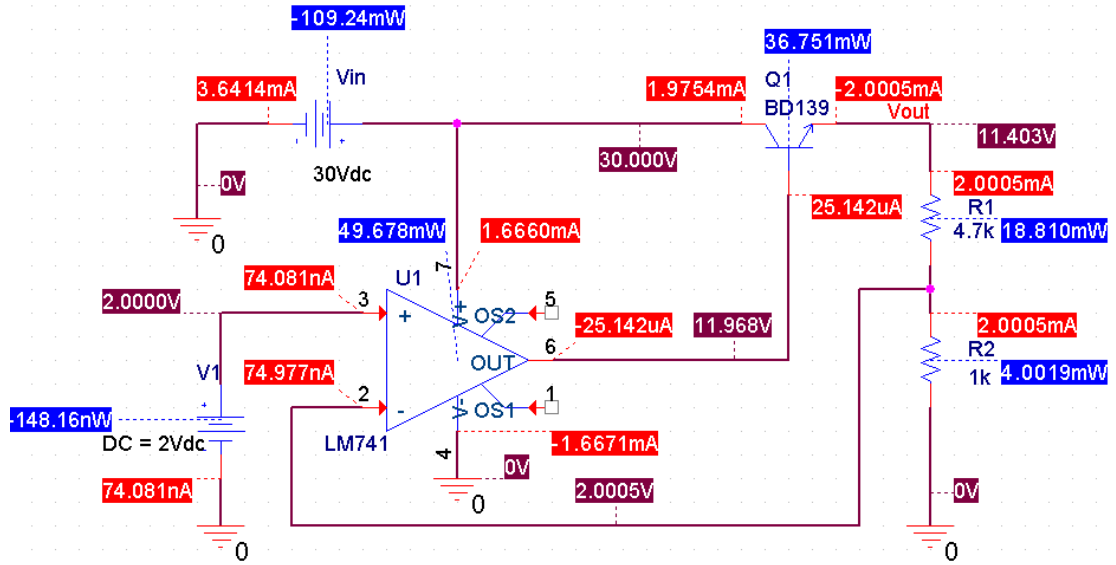 -109.24mW
36.751mW
Vin
Q1
3.6414mA
1.9754mA
BD139
-2.0005mA
Vout
11.403V
30.000V
0V
30Vdc
2.0005mA
25.142uA
R1
0
49.678mW
1.6660mA
4.7k
18.810mW
7
74.081nA
U1
2.0000V
3
+
V+
OS2
5
-25.142uA
11.968V
2.0005mA
6
OUT
R2
V1
74.977nA
1k
4.0019mW
2
-
V-
OS1
1
-148.16nW
DC = 2Vdc
LM741
-1.6671mA
4
0V
74.081nA
2.0005V
0V
0
0
0